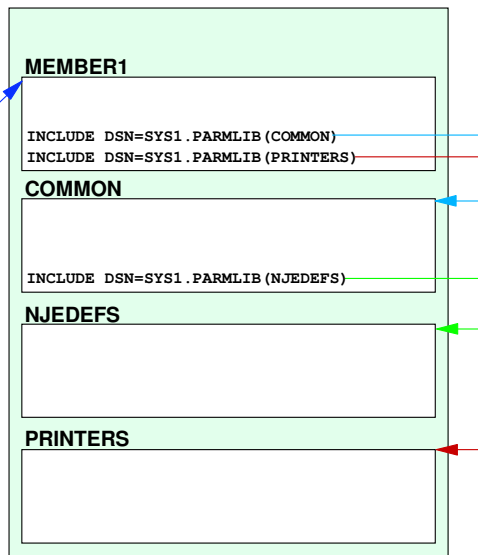 MEMBER1
INCLUDE DSN=SYS1.PARMLIB(COMMON)
INCLUDE DSN=SYS1.PARMLIB(PRINTERS)
COMMON
INCLUDE DSN=SYS1.PARMLIB(NJEDEFS)
NJEDEFS
PRINTERS